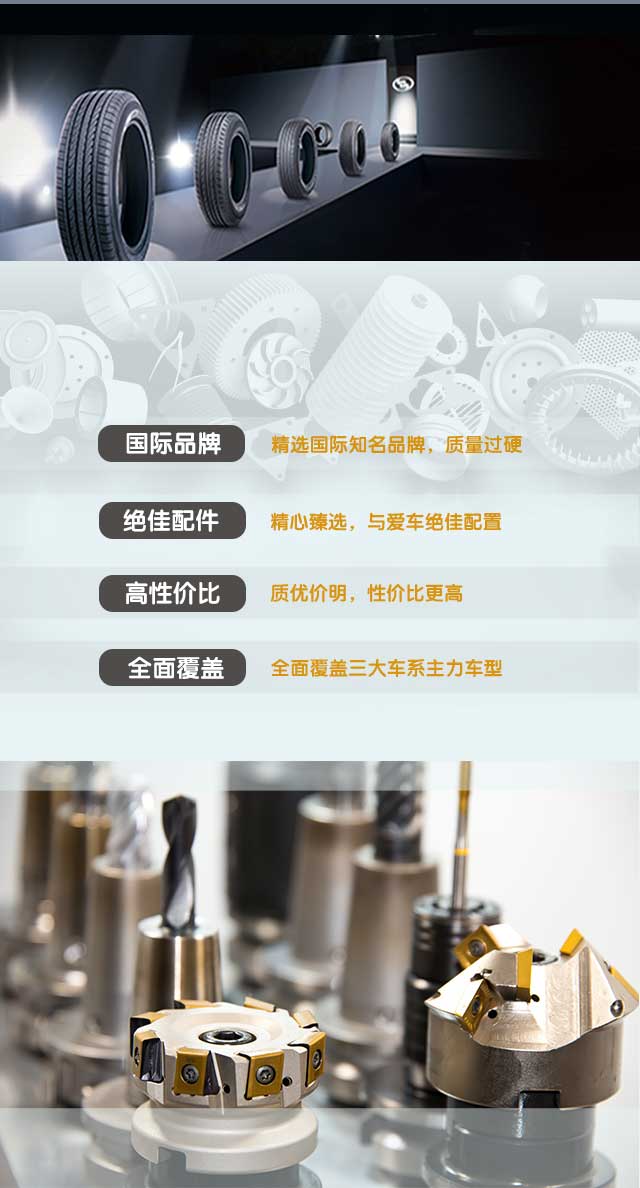 国际品牌 精选国际知名品牌，质量过硬
绝佳配件 精心臻选，与爱车绝佳配置
高性价比 质优价明，性价比更高
全面覆盖 全面覆盖三大车系主力车型